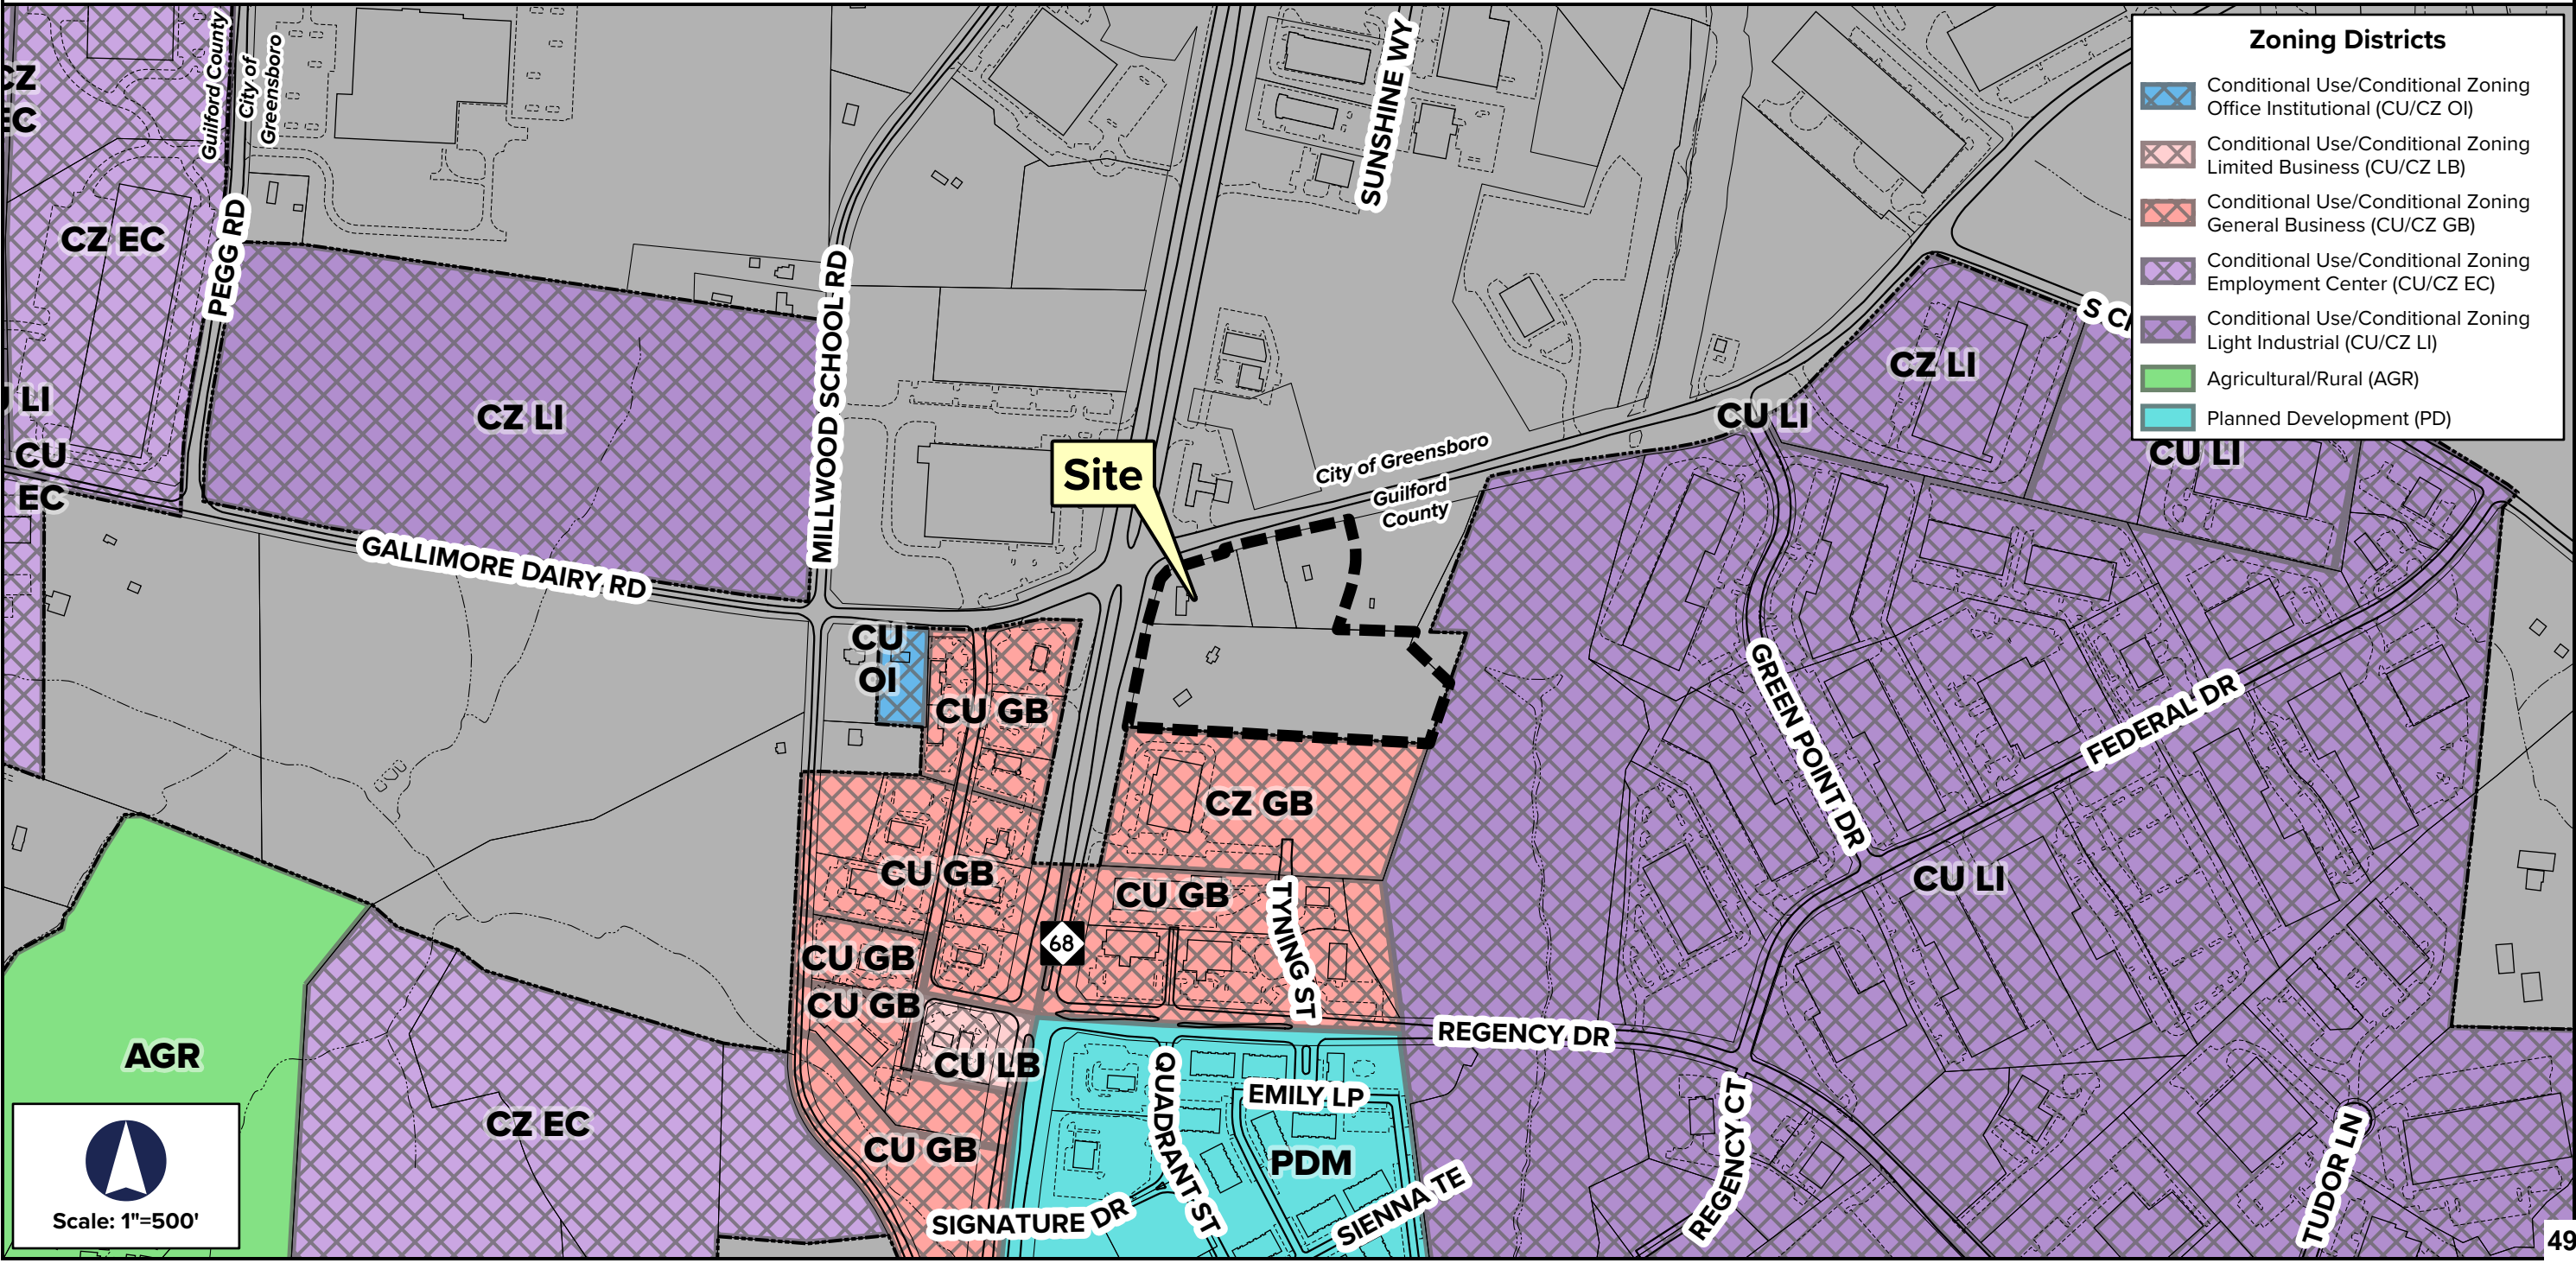 Zoning Districts
Conditional Use/Conditional Zoning
Office Institutional (CU/CZ OI)
Conditional Use/Conditional Zoning
Limited Business (CU/CZ LB)
Conditional Use/Conditional Zoning
General Business (CU/CZ GB)
Conditional Use/Conditional Zoning
Employment Center (CU/CZ EC)
Conditional Use/Conditional Zoning
Light Industrial (CU/CZ LI)
Agricultural/Rural (AGR)
Planned Development (PD)
Guilford County
City of
Greensboro
SUNSHINE WY
CZ
EC
CZ EC
PEGG RD
MILLWOOD SCHOOL RD
S
CZ LI
CZ LI
CU LI
CU LI
LI
CU
EC
City of Greensboro
Guilford
County
Site
GALLIMORE DAIRY RD
CU
OI
CU GB
GREEN POINT DR
FEDERAL DR
CZ GB
CU GB
CU GB
CU LI
TYNING ST
68
CU GB
CU GB
REGENCY DR
CU LB
AGR
QUADRANT ST
EMILY LP
CZ EC
CU GB
PDM
REGENCY CT
TUDOR LN
SIGNATURE DR
SIENNA TE
Scale: 1"=500'
49